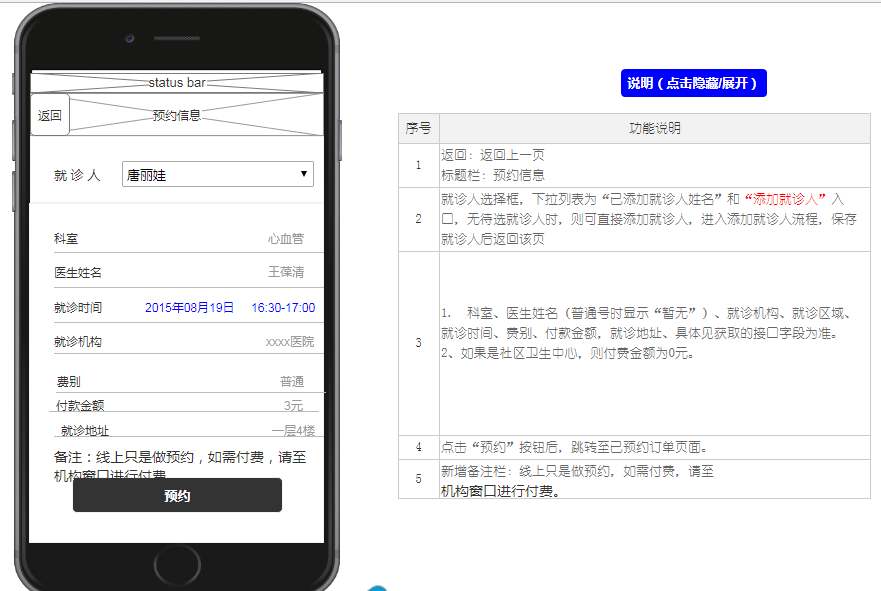 status bar
返回
预约信息
就 诊 人
唐丽娃
科室
心血管
医生姓名
王葆清
就诊时间
2015年08月19日 16:30-17:00
就诊机构
xxxx医院
费别
普通
付款金额
3元
就诊地址
一层4楼
备注：线上只是做预约，如需付费，请至
机构窗口进行付费
预约
说明（点击隐藏/展开）
序号 功能说明
1
返回：返回上一页
标题栏：预约信息
2
就诊人选择框，下拉列表为“已添加就诊人姓名”和“添加就诊人”入
口，无待选就诊人时，则可直接添加就诊人，进入添加就诊人流程，保存
就诊人后返回该页
3
1. 科室、医生姓名（普通号时显示“暂无”）、就诊机构、就诊区域、
就诊时间、费别、付款金额，就诊地址、具体见获取的接口字段为准。
2、如果是社区卫生中心，则付费金额为0元。
4
点击“预约”按钮后，跳转至已预约订单页面。
5
新增备注栏：线上只是做预约，如需付费，请至
机构窗口进行付费。